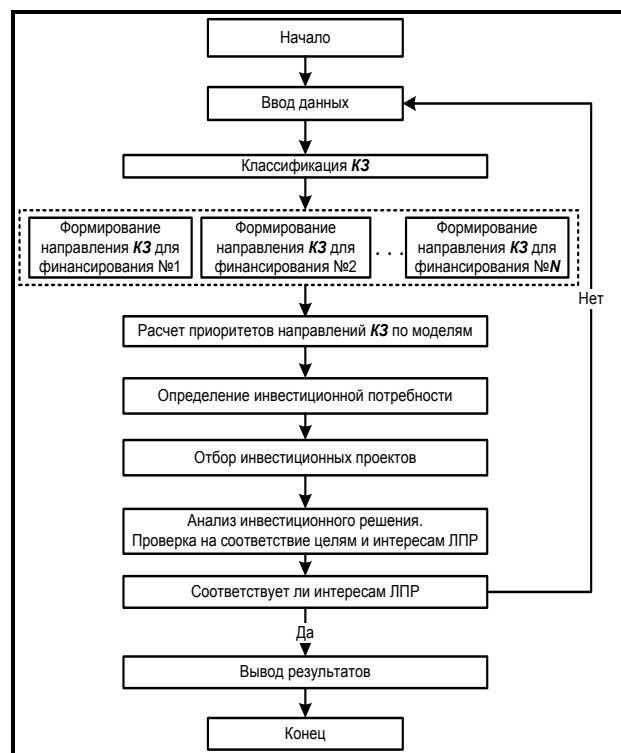 Начало
Ввод данных
Классификация КЗ
Формирование
направления КЗ для
финансирования №1
Формирование
направления КЗ для
финансирования №2
. . .
Формирование
направления КЗ для
финансирования №N
Нет
Расчет приоритетов направлений КЗ по моделям
Определение инвестиционной потребности
Отбор инвестиционных проектов
Анализ инвестиционного решения.
Проверка на соответствие целям и интересам ЛПР
Соответствует ли интересам ЛПР
Да
Вывод результатов
Конец